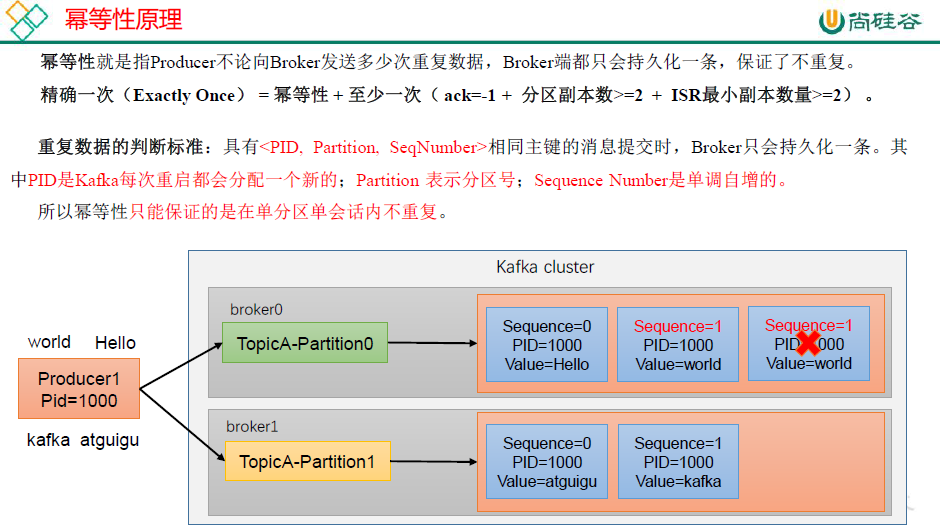 幂等性原理
尚硅谷
幂等性就是指Producer不论向Broker发送多少次重复数据，Broker端都只会持久化一条，保证了不重复。
精确一次（Exactly Once） = 幂等性 + 至少一次（ ack=-1 + 分区副本数>=2 + ISR最小副本数量>=2） 。
重复数据的判断标准：具有<PID, Partition, SeqNumber>相同主键的消息提交时，Broker只会持久化一条。其
中PID是Kafka每次重启都会分配一个新的；Partition 表示分区号；Sequence Number是单调自增的。
所以幂等性只能保证的是在单分区单会话内不重复。
Kafka cluster
broker0
TopicA-Partition0
Sequence=0
PID=1000
Value=Hello
Sequence=1
PID=1000
Value=world
Sequence=1
PID=1000
Value=world
world Hello
Producer1
Pid=1000
kafka atguigu
broker1
TopicA-Partition1
Sequence=0
PID=1000
Value=atguigu
Sequence=1
PID=1000
Value=kafka